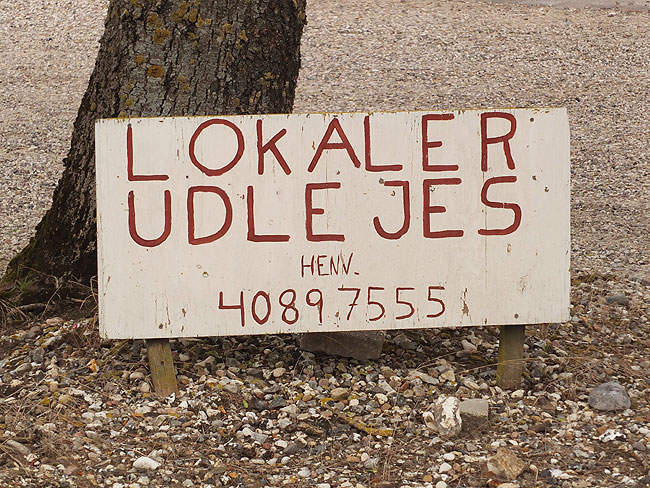 LOKALER
UDLEJES
HENV.
4089 7555